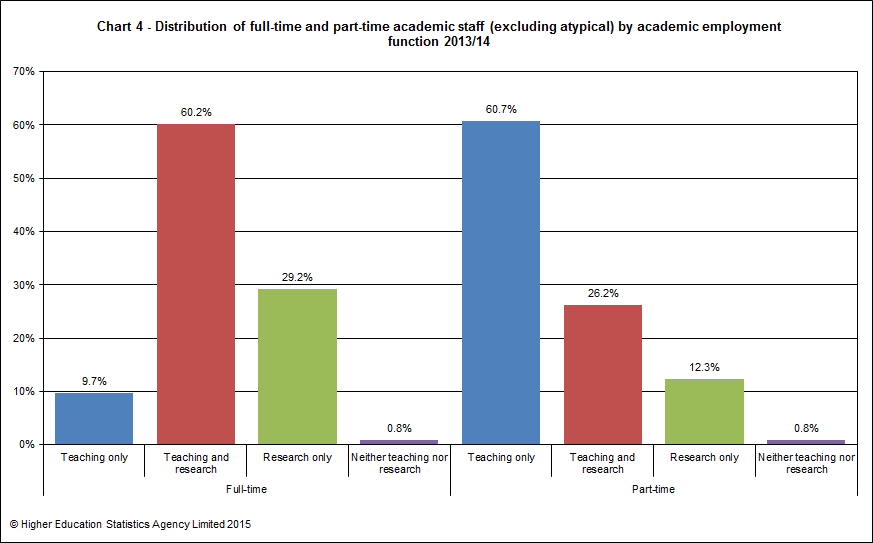 Chart 4 - Distribution of full-time and part-time academic staff (excluding atypical) by academic employment
function 2013/14
70%
60%
50%
40%
30%
20%
10%
0%
9.7%
60.2%
29.2%
0.8%
60.7%
26.2%
12.3%
0.8%
Teaching only
Teaching and
research
Research only
Neither teaching nor
research
Teaching only
Teaching and
research
Research only
Neither teaching nor
research
Full-time
Part-time
© Higher Education Statistics Agency Limited 2015